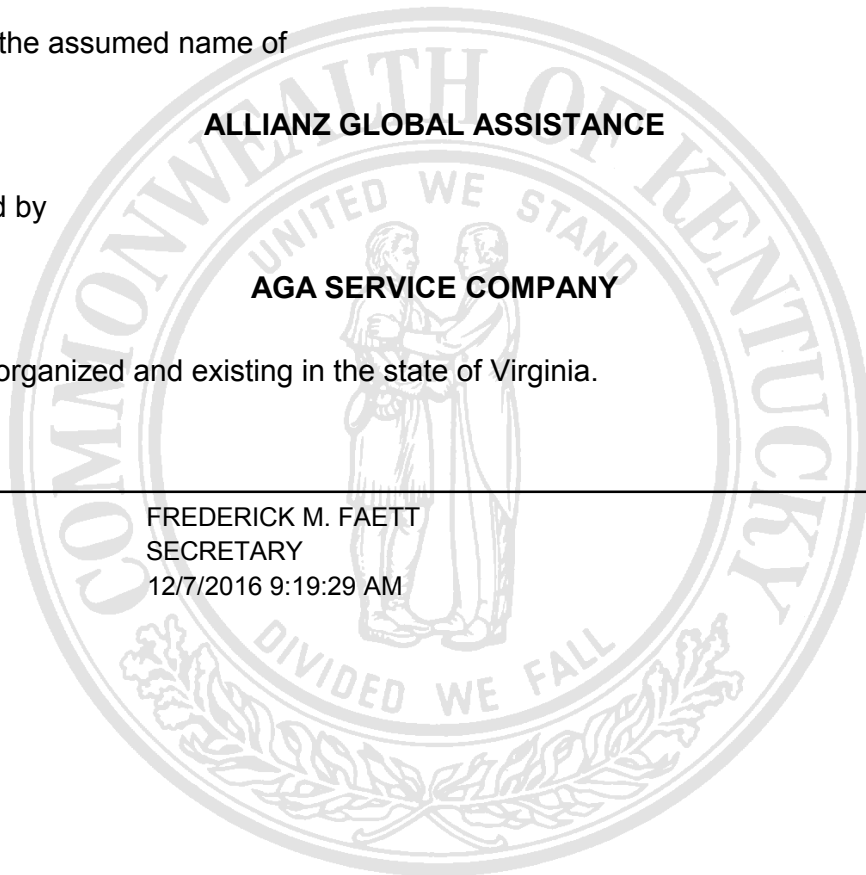 the assumed name of
ALLIANZ GLOBAL ASSISTANCE
d by
AGA SERVICE COMPANY
organized and existing in the state of Virginia.
FREDERICK M. FAETT
SECRETARY
12/7/2016 9:19:29 AM
COMMONWEALTH OF KENTUCKY
UNITED WE STAND
DIVIDED WE FALL